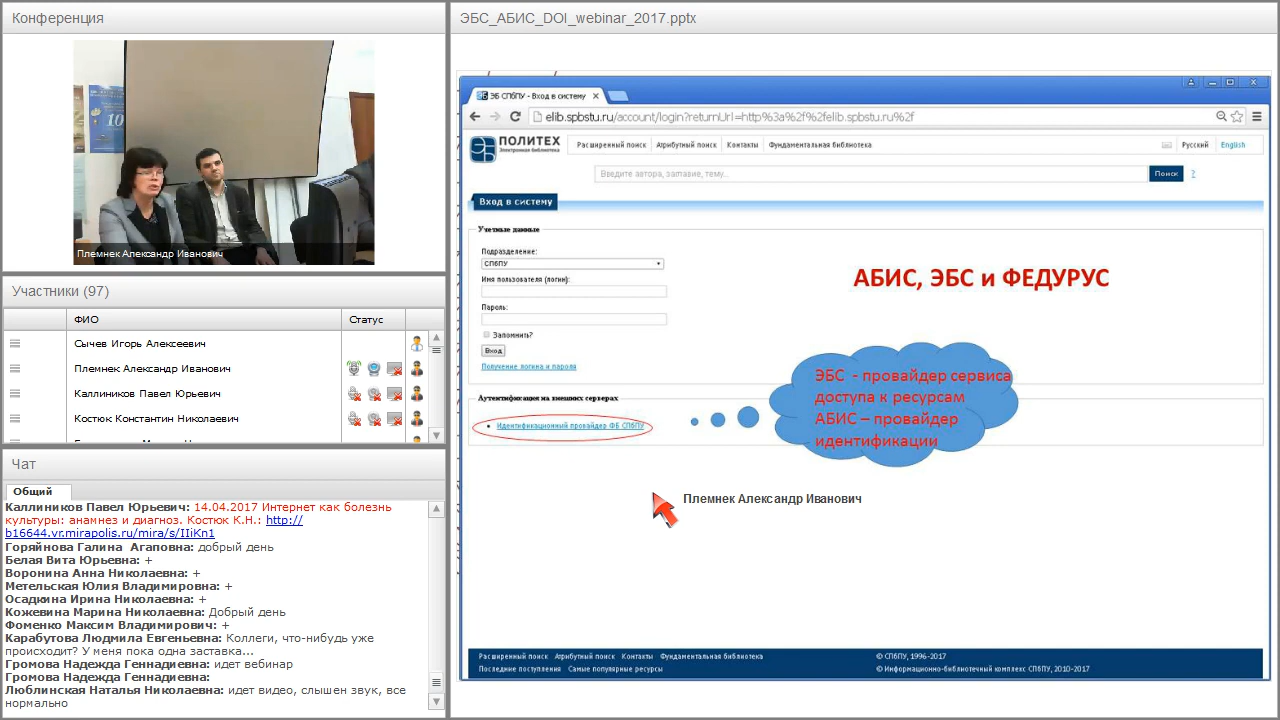 Конференция
10
Племнек Александр Иванович
Участники (97)
ФИО
Статус
Сычев Игорь Алексеевич
Племнек Александр Иванович
Каллиников Павел Юрьевич
Костюк Константин Николаевич
Чат
Общий
Каллиников Павел Юрьевич: 14.04.2017 Интернет как болезнь
культуры: анамнез и диагноз. Костюк К.Н.: http://
b16644.vr.mirapolis.ru/mira/s/IIiKn1
Горяйнова Галина Агаповна: добрый день
Белая Вита Юрьевна: +
Воронина Анна Николаевна: +
Метельская Юлия Владимировна: +
Осадкина Ирина Николаевна: +
Кожевина Марина Николаевна: Добрый день
Фоменко Максим Владимирович: +
Карабутова Людмила Евгеньевна: Коллеги, что-нибудь уже
происходит? У меня пока одна заставка...
Громова Надежда Геннадиевна: идет вебинар
Громова Надежда Геннадиевна:
Люблинская Наталья Николаевна: идет видео, слышен звук, все
нормально
ЭБС_АБИС_DOI_webinar_2017.pptx
ЭБ СПбПУ - Вход в систему
elib.spbstu.ru/account/login?returnUrl=http%3a%2f%2felib.spbstu.ru%2f
ЭБ
ПОЛИТЕХ
Электронная библиотека
Расширенный поиск
Атрибутный поиск
Контакты
Фундаментальная библиотека
Русский
English
Введите автора, заглавие, тему...
Поиск
?
Вход в систему
Учетные данные
Подразделение:
СПбПУ
Имя пользователя (логин):
Пароль:
Запомнить?
Вход
Получение логина и пароля
АБИС, ЭБС и ФЕДУРУС
Аутентификация на внешних серверах
Идентификационный провайдер ФБ СПбПУ
ЭБС - провайдер сервиса
доступа к ресурсам
АБИС – провайдер
идентификации
Племнек Александр Иванович
Расширенный поиск Атрибутный поиск Контакты Фундаментальная библиотека
Последние поступления Самые популярные ресурсы
© СПбПУ, 1996-2017
© Информационно-библиотечный комплекс СПбПУ, 2010-2017